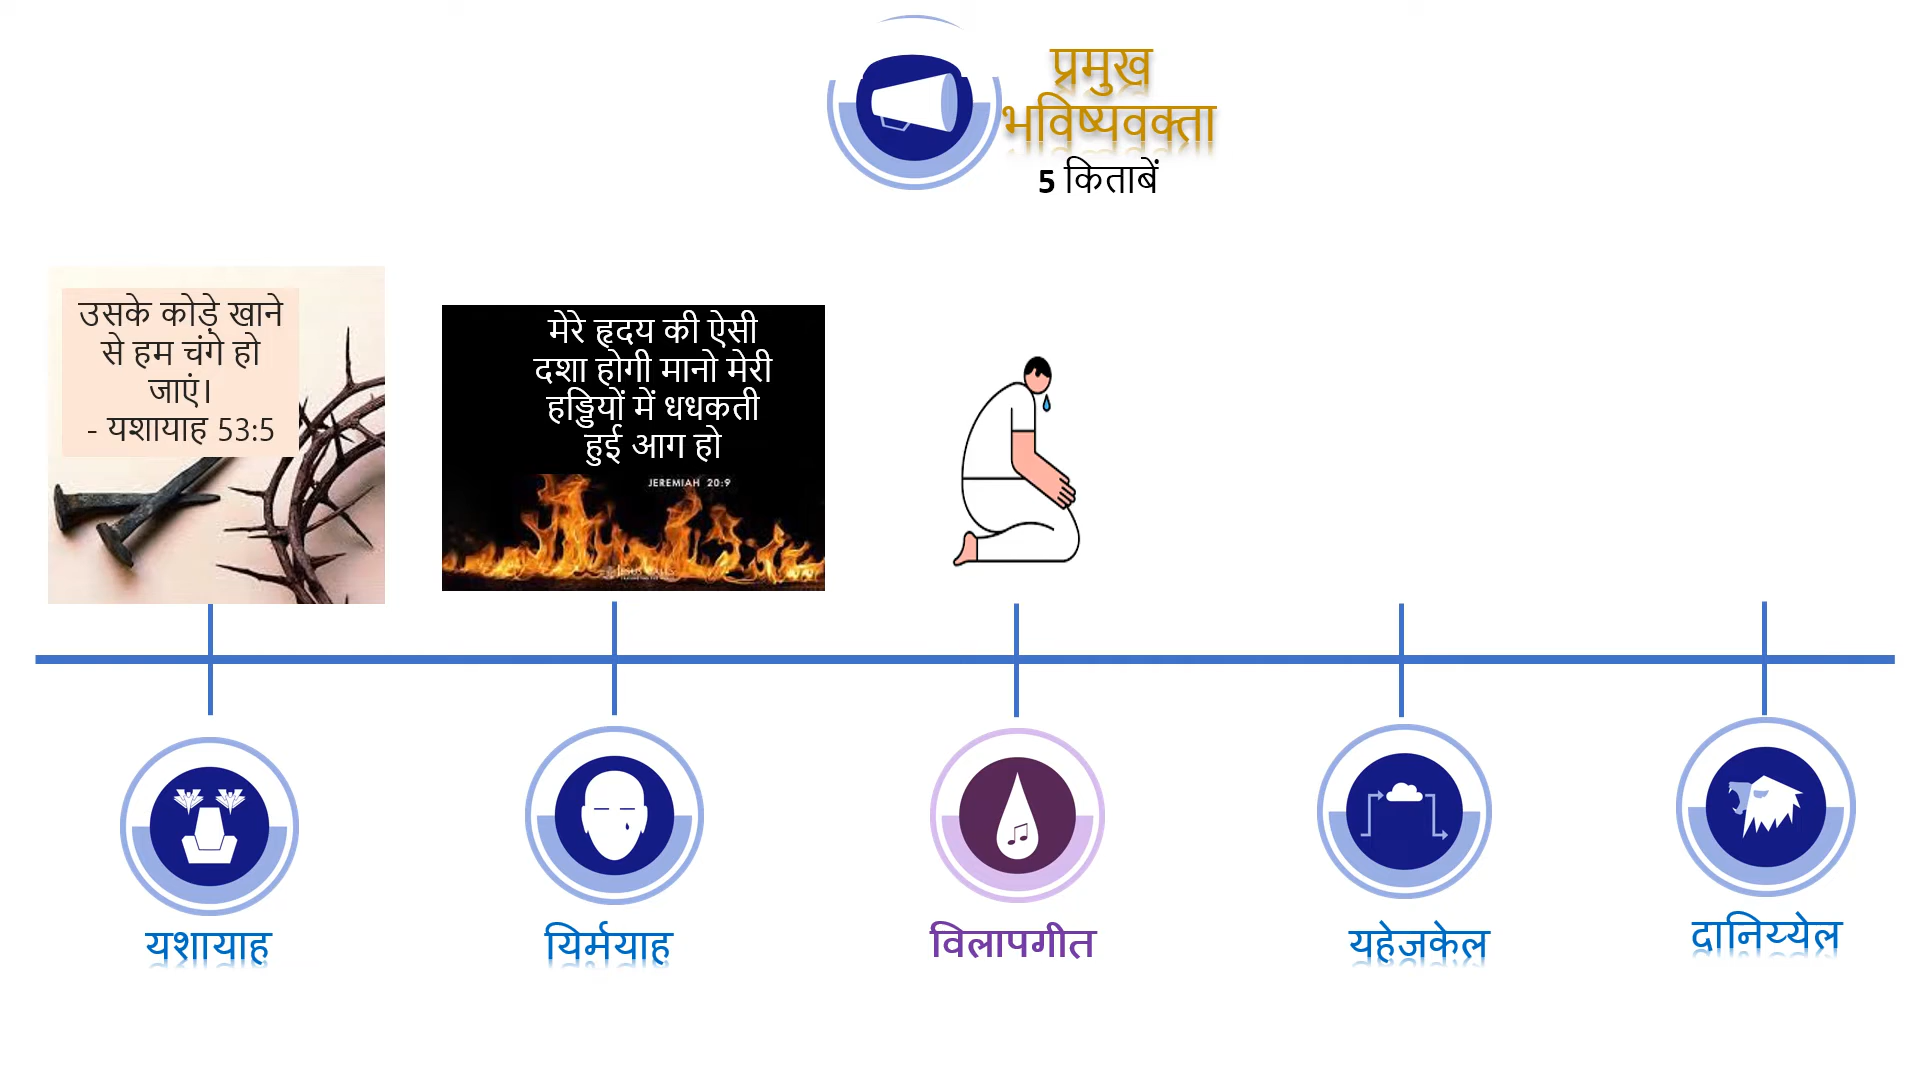 प्रमुख
भविष्यवक्ता
5 किताबें
उसके कोड़े खाने
से हम चंगे हो
जाएं।
- यशायाह 53:5
मेरे हृदय की ऐसी
दशा होगी मानो मेरी
हड्डियों में धधकती
हुई आग हो
JEREMIAH 20:9
यशायाह
यिर्मयाह
विलापगीत
यहेजकेल
दानिय्येल